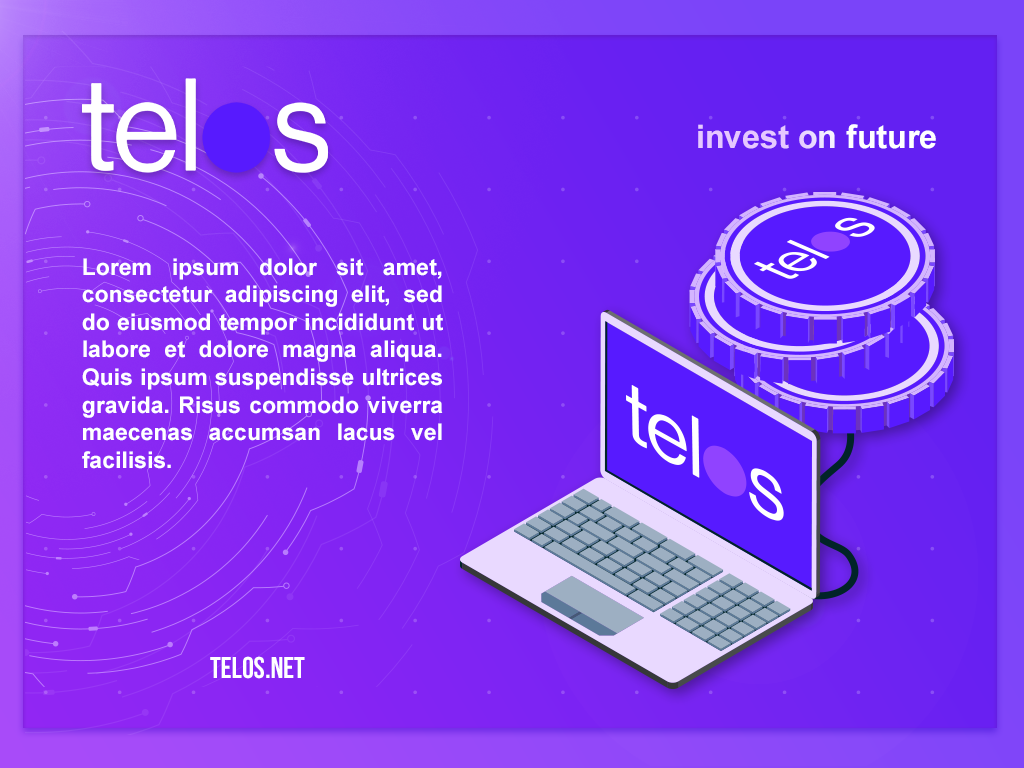 telos
invest on future
Lorem ipsum dolor sit amet,
consectetur adipiscing elit, sed
do eiusmod tempor incididunt ut
labore et dolore magna aliqua.
Quis ipsum suspendisse ultrices
gravida. Risus commodo viverra
maecenas accumsan lacus vel
facilisis.
telos
telos
TELOS.NET